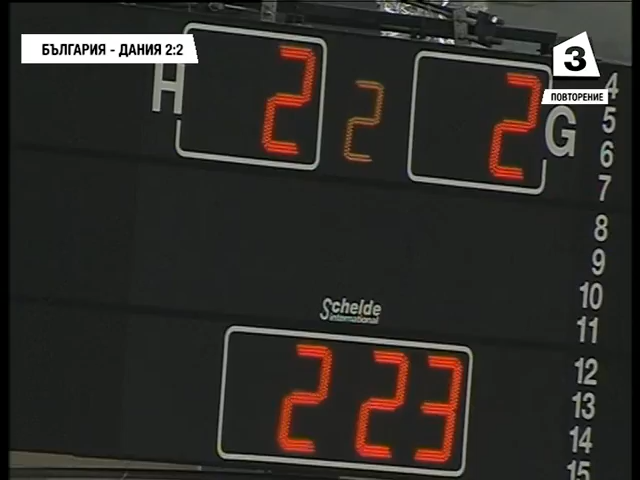 БЪЛГАРИЯ - ДАНИЯ 2:2
3
ПОВТОРЕНИЕ
H 2 2 2 G
4
5
6
7
8
9
10
11
12
13
14
15
Schelde
international
2 23